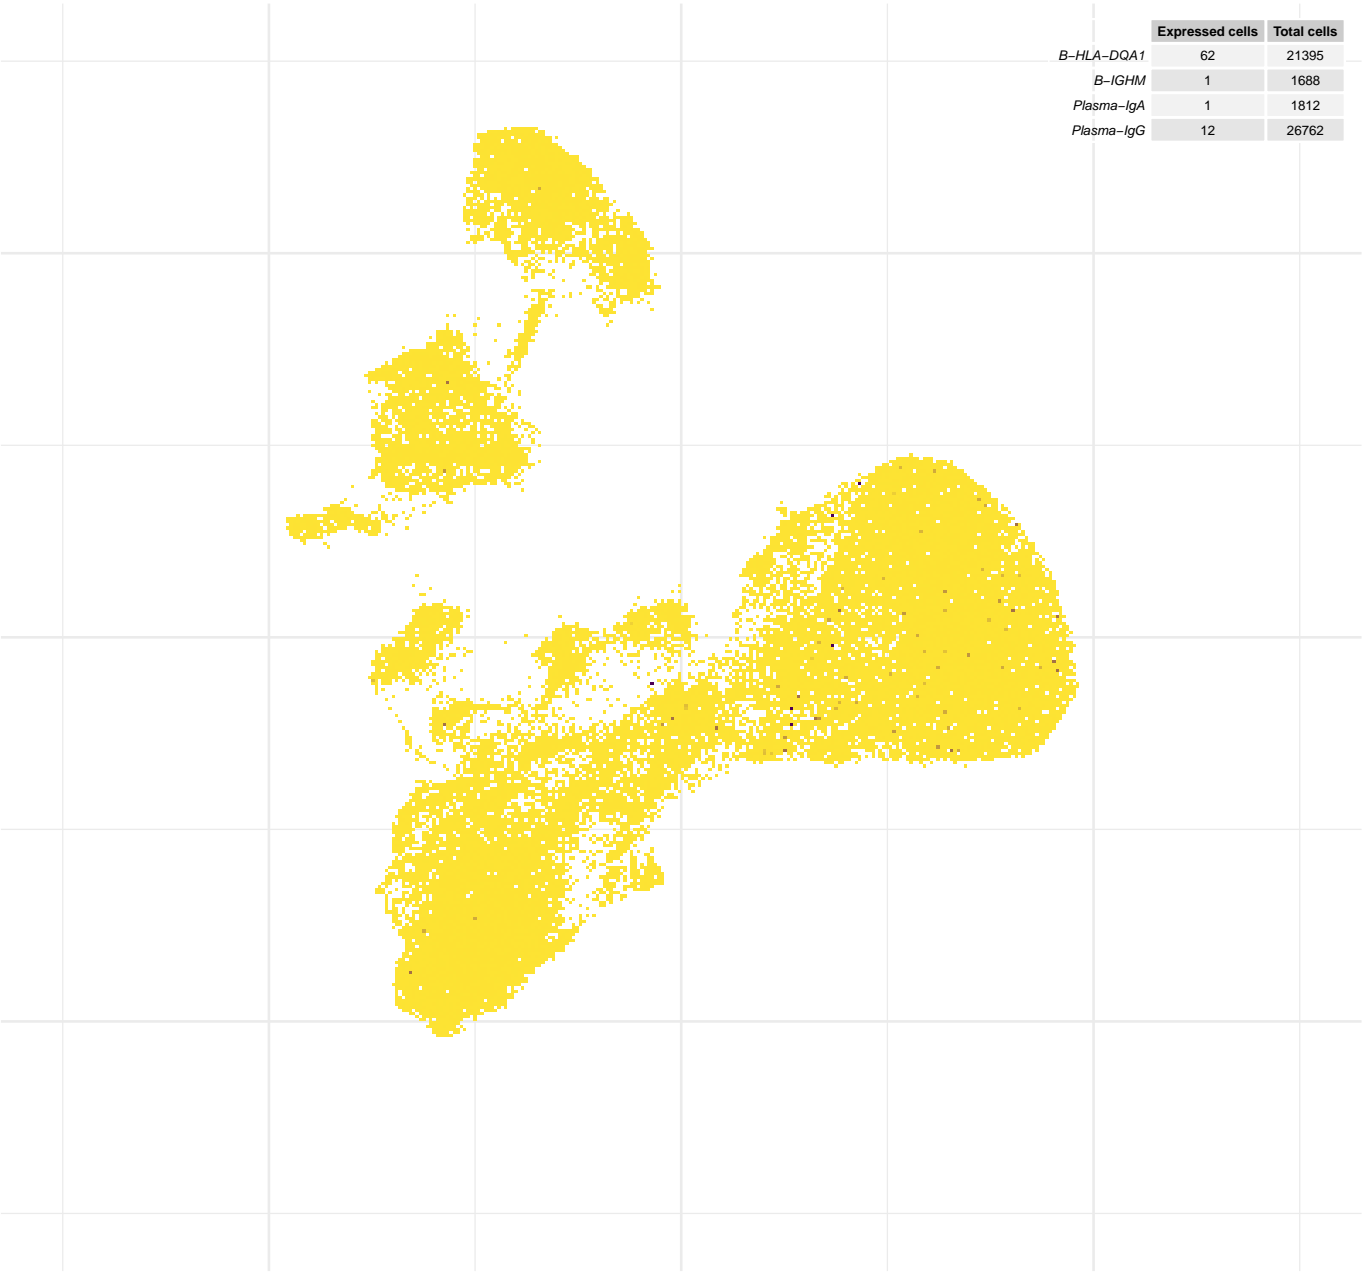 Expressed cells Total cells
B−HLA−DQA1 62 21395
B−IGHM 1 1688
Plasma−IgA 1 1812
Plasma−IgG 12 26762